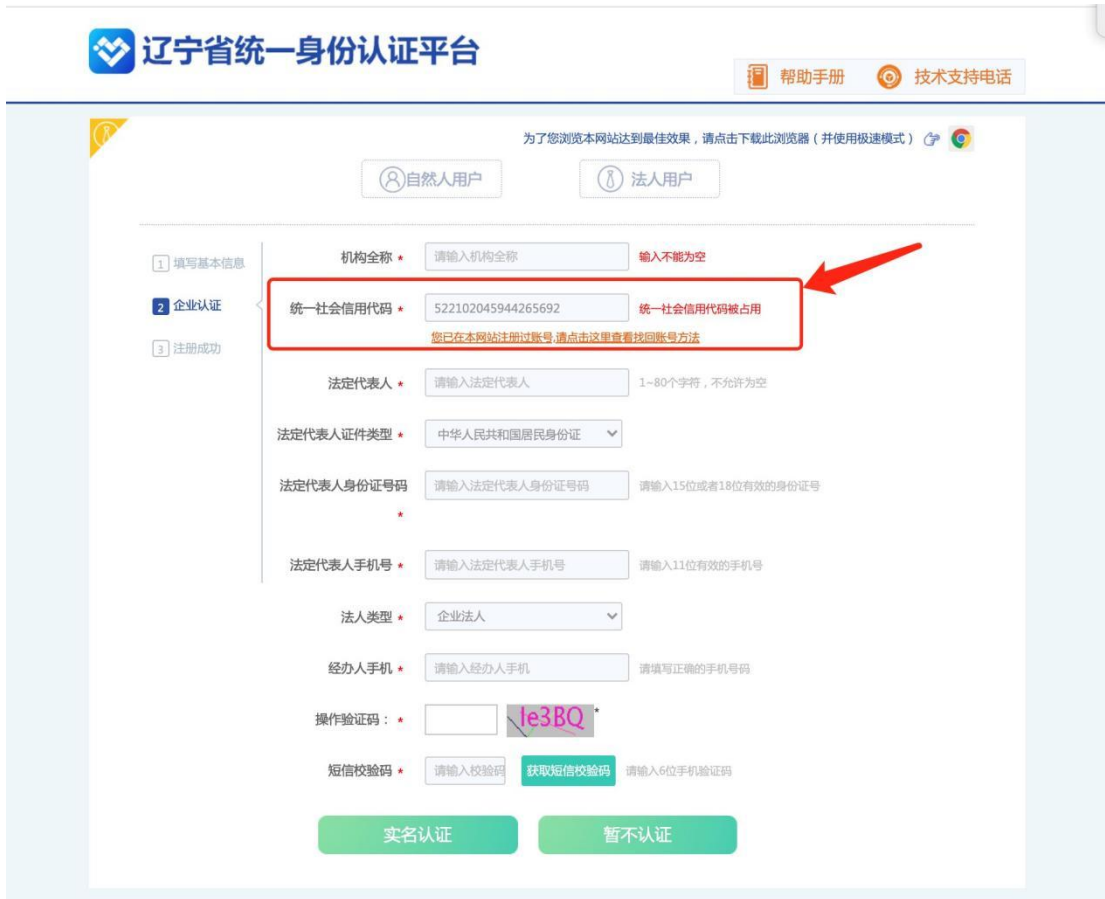 辽宁省统一身份认证平台
帮助手册 技术支持电话
为了您浏览本网站达到最佳效果，请点击下载此浏览器（并使用极速模式）
自然人用户 法人用户
1 填写基本信息
2 企业认证
3 注册成功
机构全称 * 请输入机构全称 输入不能为空
统一社会信用代码 * 522102045944265692 统一社会信用代码被占用
您已在本网站注册过账号,请点击这里查看找回账号方法
法定代表人 * 请输入法定代表人 1~80个字符，不允许为空
法定代表人证件类型 * 中华人民共和国居民身份证
法定代表人身份证号码 请输入法定代表人身份证号码 请输入15位或者18位有效的身份证号
*
法定代表人手机号 * 请输入法定代表人手机号 请输入11位有效的手机号
法人类型 * 企业法人
经办人手机 * 请输入经办人手机 请填写正确的手机号码
操作验证码： * Ie3BQ *
短信校验码 * 请输入校验码 获取短信校验码 请输入6位手机验证码
实名认证 暂不认证